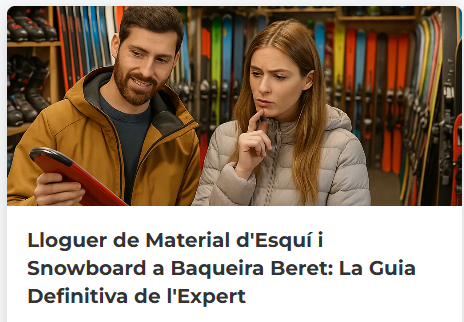 Lloguer de Material d'Esquí i
Snowboard a Baqueira Beret: La Guia
Definitiva de l'Expert